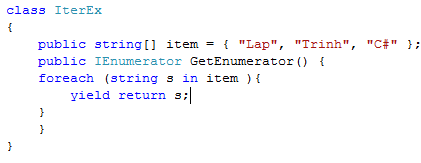 class IterEx
{
public string[] item = { "Lap", "Trinh", "C#" };
public IEnumerator GetEnumerator() {
foreach (string s in item ){
yield return s;
}
}
}